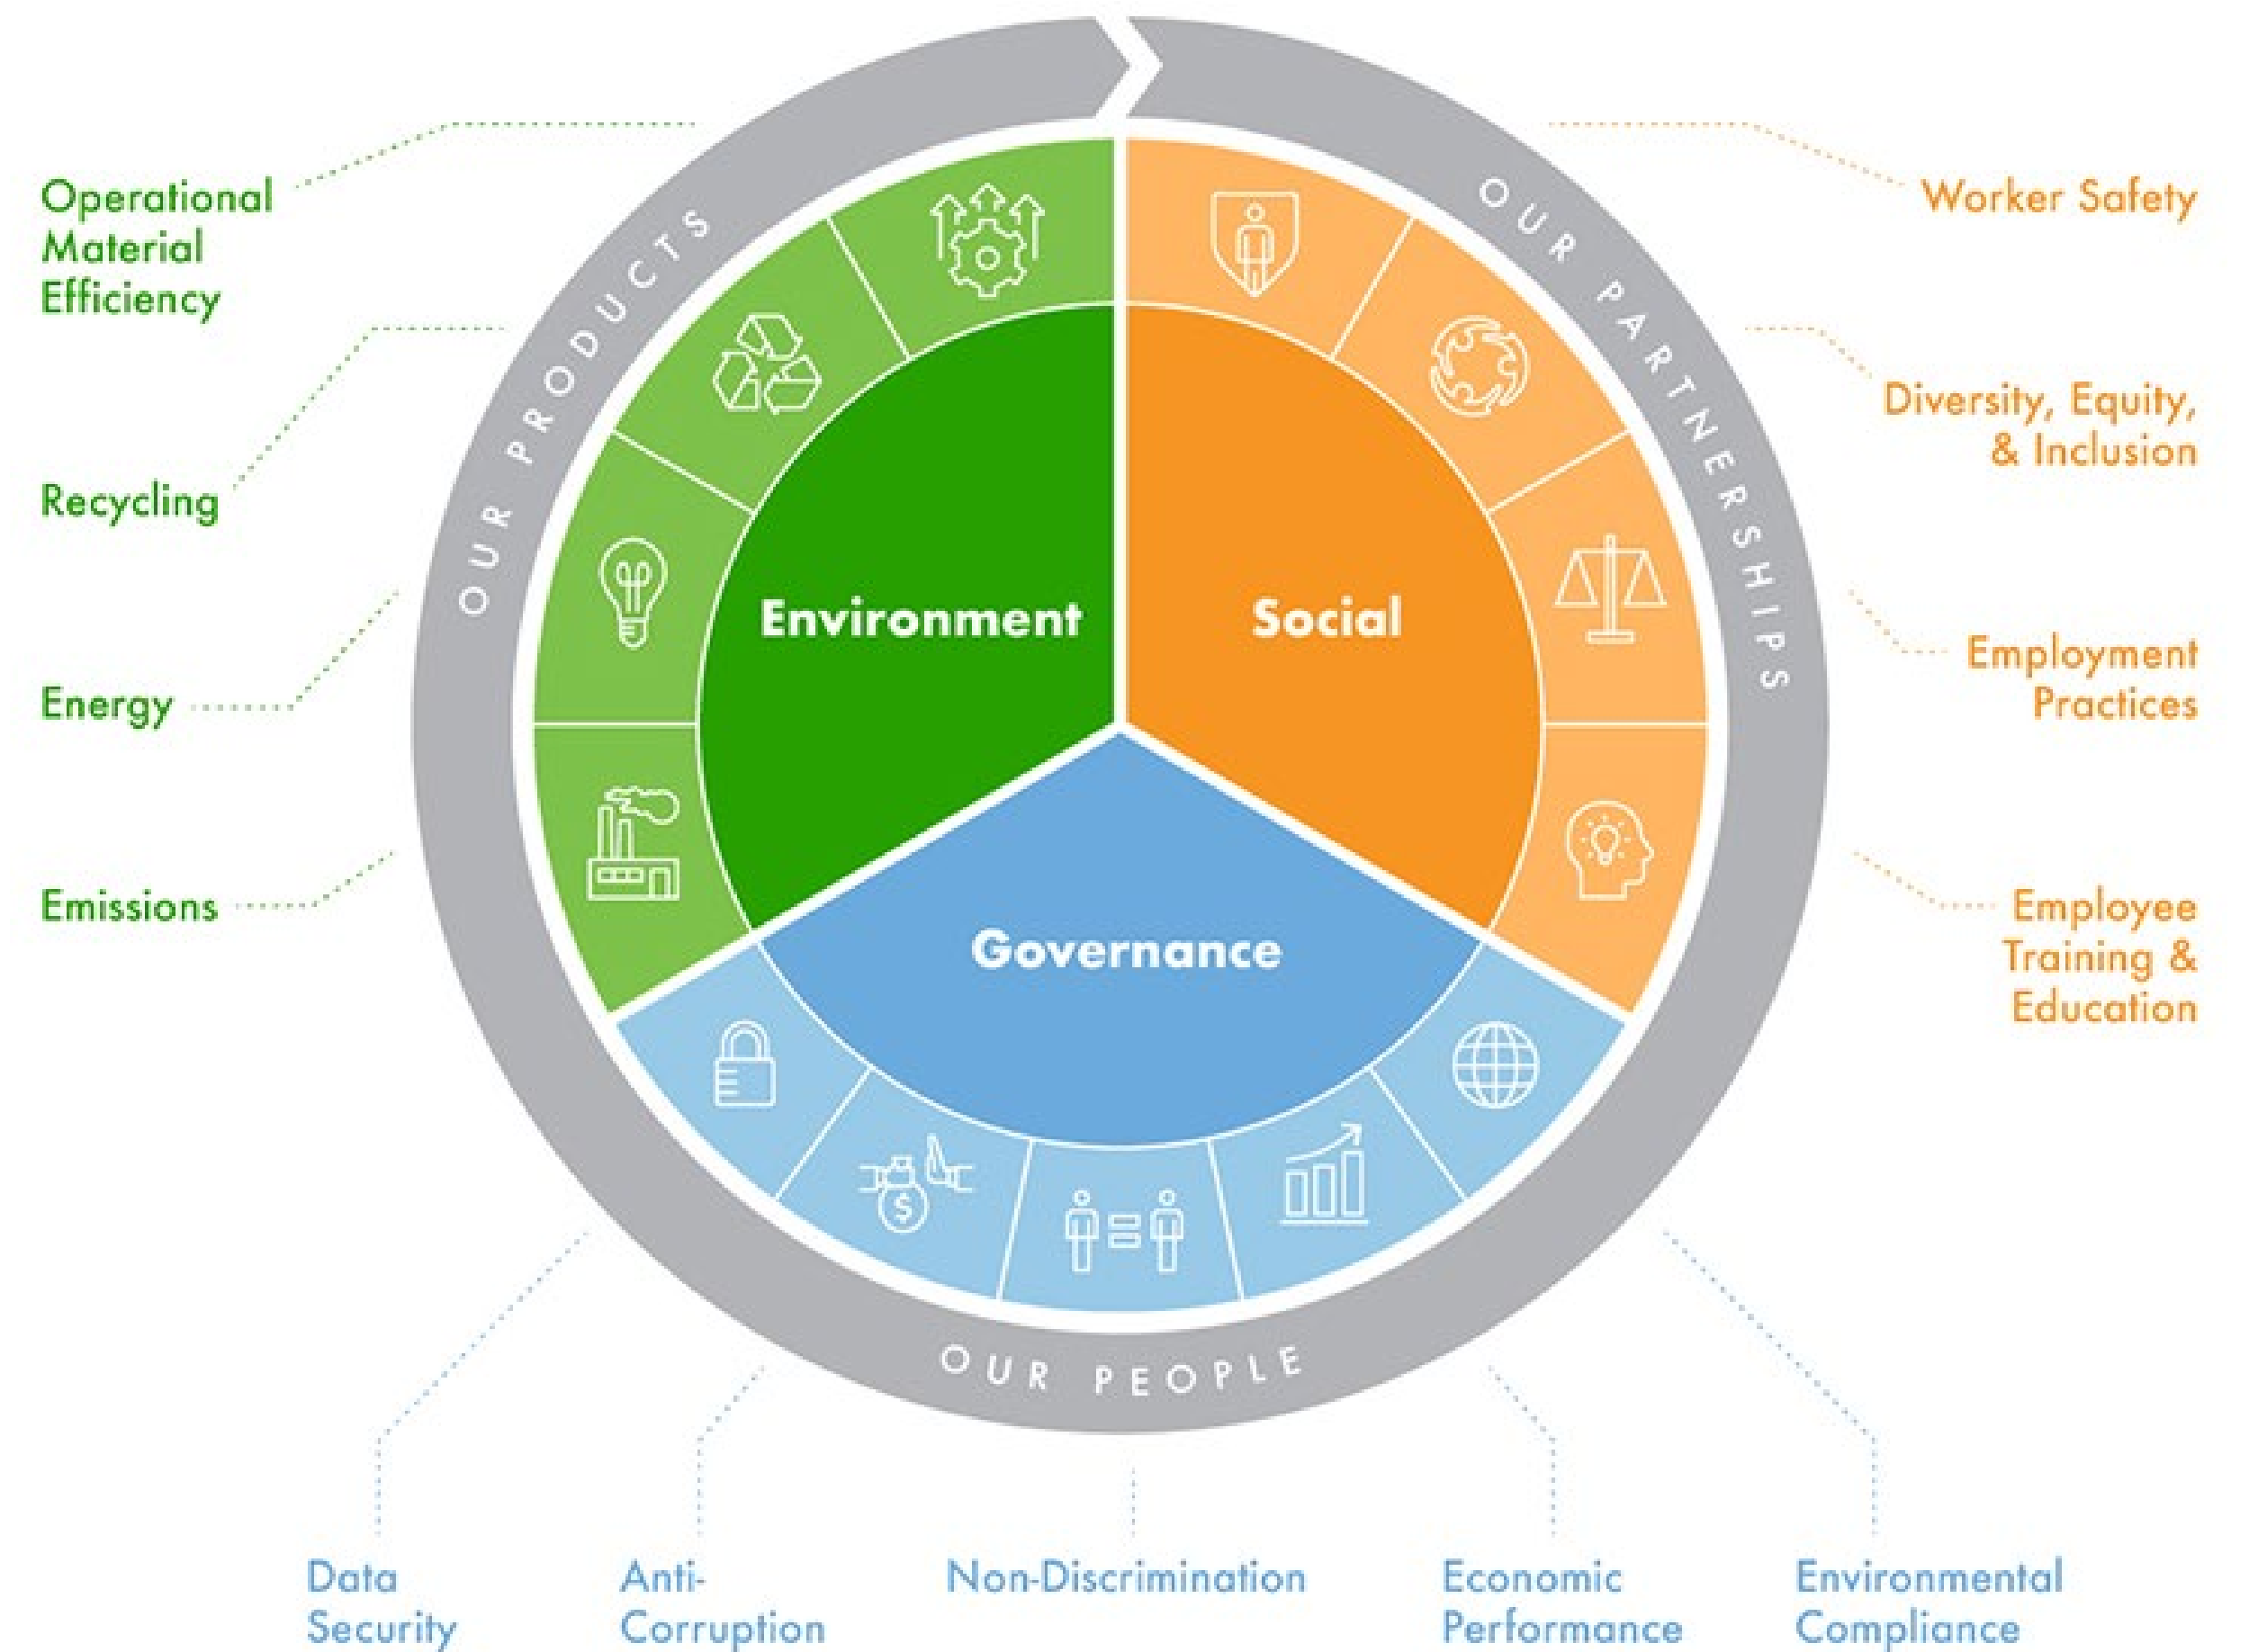 Operational
Material
Efficiency
Recycling
Energy
Emissions
OUR PRODUCTS
OUR PARTNERSHIPS
OUR PEOPLE
Environment
Social
Governance
$
Worker Safety
Diversity, Equity,
& Inclusion
Employment
Practices
Employee
Training &
Education
Data
Security
Anti-
Corruption
Non-Discrimination
Economic
Performance
Environmental
Compliance